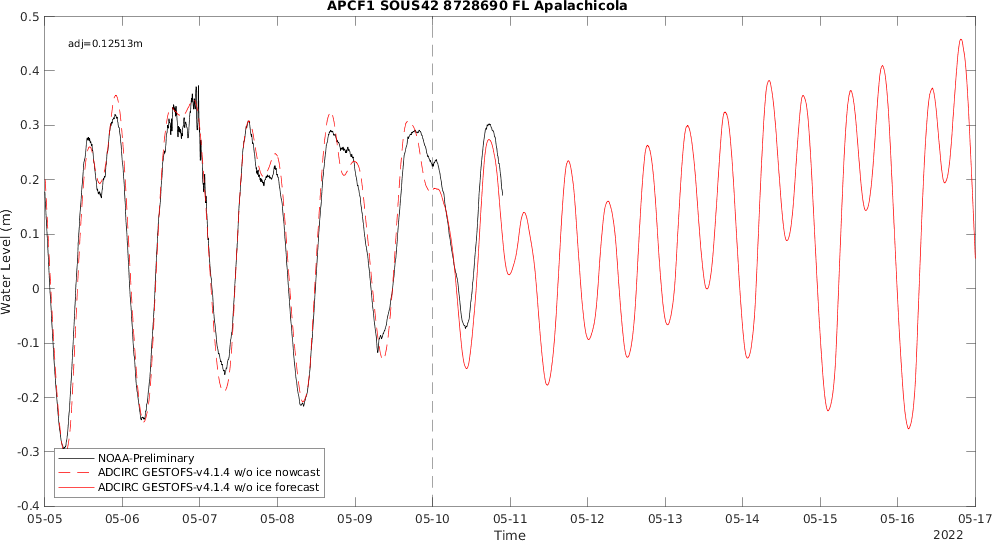 APCF1 SOUS42 8728690 FL Apalachicola
adj=0.12513m
0.5
0.4
0.3
0.2
0.1
0
-0.1
-0.2
-0.3
-0.4
Water Level (m)
NOAA-Preliminary
ADCIRC GESTOFS-v4.1.4 w/o ice nowcast
ADCIRC GESTOFS-v4.1.4 w/o ice forecast
05-05 05-06 05-07 05-08 05-09 05-10 05-11 05-12 05-13 05-14 05-15 05-16 05-17
Time
2022